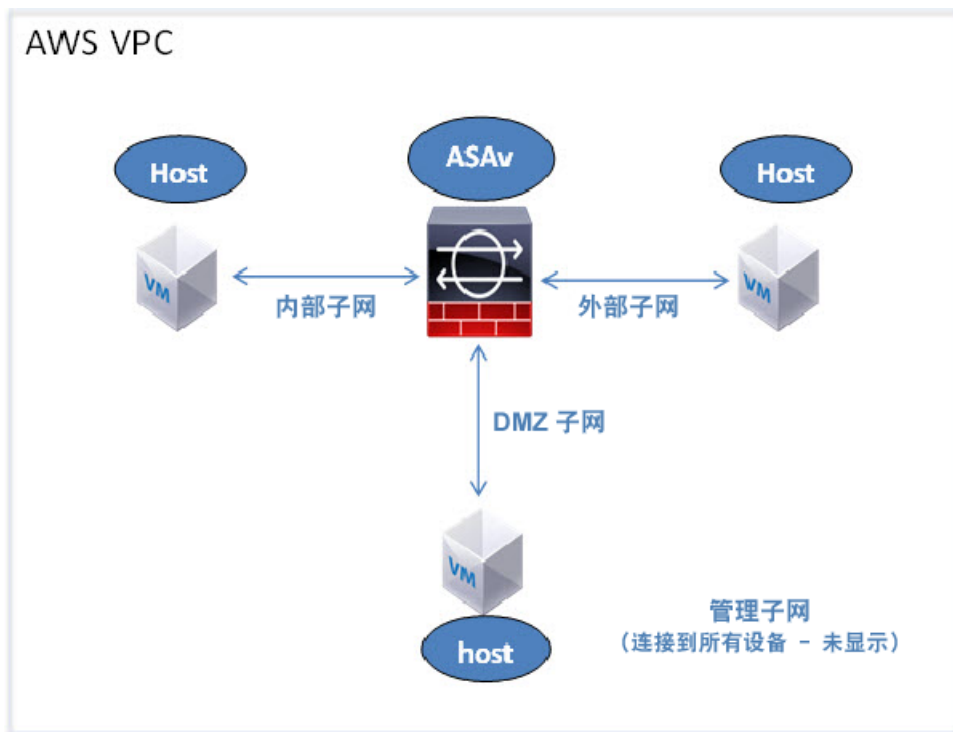 AWS VPC
Host
ASAv
Host
VM
VM
内部子网
外部子网
DMZ 子网
VM
host
管理子网
（连接到所有设备 - 未显示）